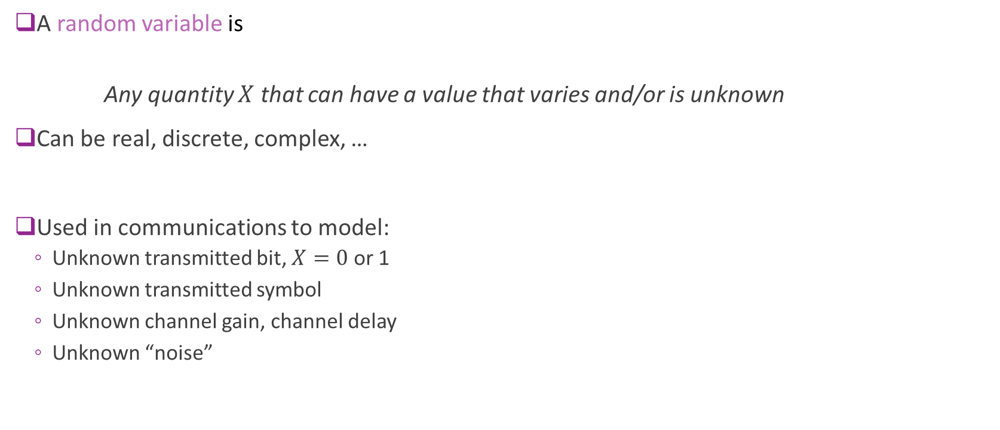 ❑A random variable is
Any quantity X that can have a value that varies and/or is unknown
❑Can be real, discrete, complex, …
❑Used in communications to model:
◦ Unknown transmitted bit, X = 0 or 1
◦ Unknown transmitted symbol
◦ Unknown channel gain, channel delay
◦ Unknown “noise”